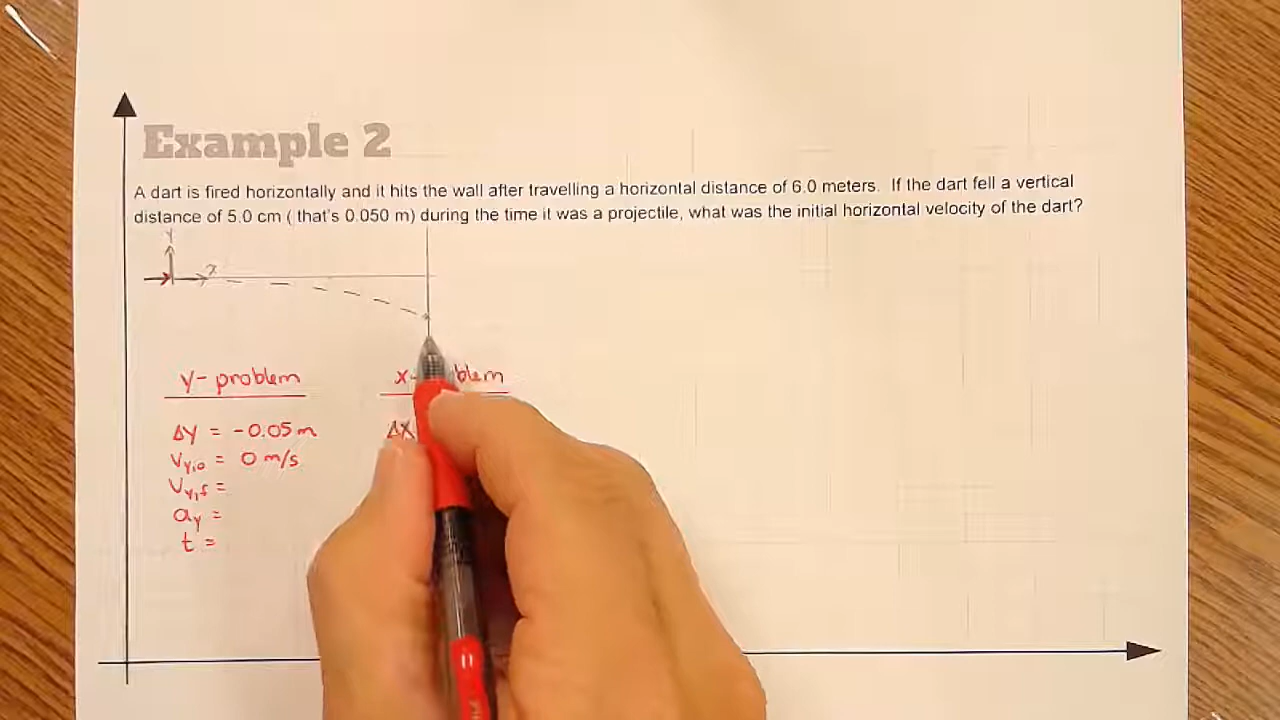 Example 2
A dart is fired horizontally and it hits the wall after travelling a horizontal distance of 6.0 meters. If the dart fell a vertical
distance of 5.0 cm ( that's 0.050 m) during the time it was a projectile, what was the initial horizontal velocity of the dart?
Y
x
y- problem
x- blem
Δy = -0.05m
Δx
Vy,o = 0 m/s
Vy,f =
ay =
t =